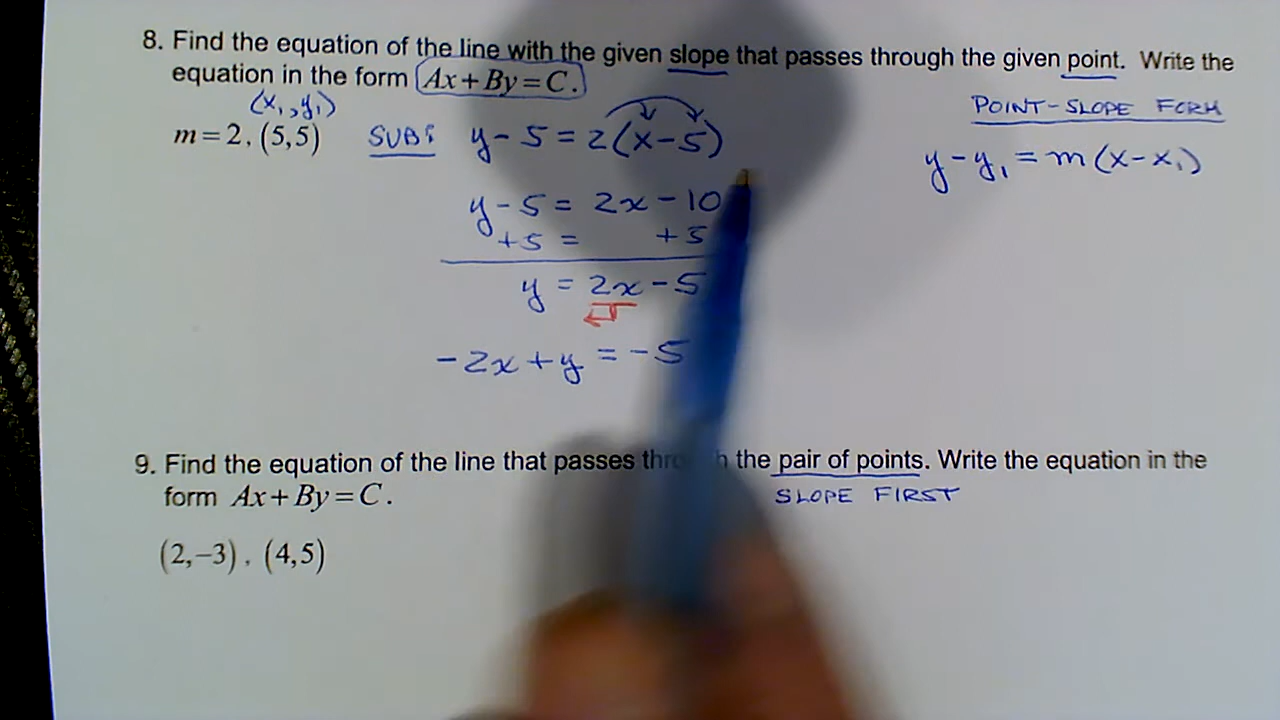 8. Find the equation of the line with the given slope that passes through the given point. Write the
equation in the form Ax+By=C.
(x₁,y₁)
POINT-SLOPE FORM
m=2, (5,5) SUB: y-5=2(x-5)
y-y₁=m(x-x₁)
y-5=2x-10
+5= +5
y=2x-5
-2x+y=-5
9. Find the equation of the line that passes the pair of points. Write the equation in the
form Ax+By=C.
SLOPE FIRST
(2,-3), (4,5)